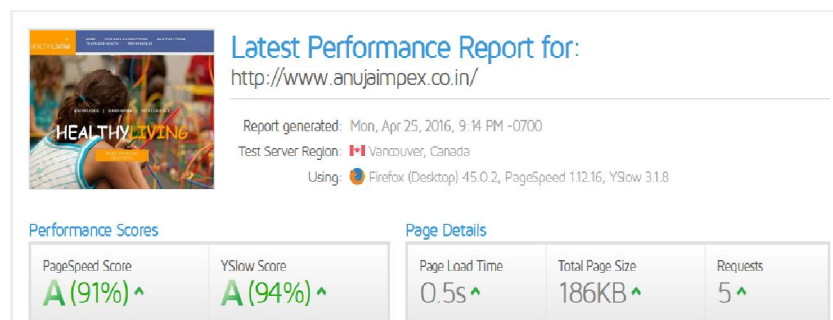 Latest Performance Report for:
http://www.anujaimpex.co.in/
HEALTHY LIVING
HEALTHYLIVING
Report generated: Mon, Apr 25, 2016, 9:14 PM -0700
Test Server Region: Vancouver, Canada
Using: Firefox (Desktop) 45.0.2, PageSpeed 1.12.16, YSlow 3.1.8
Performance Scores
Page Details
PageSpeed Score
YSlow Score
Page Load Time
Total Page Size
Requests
A (91%)
A (94%)
0.5s
186KB
5